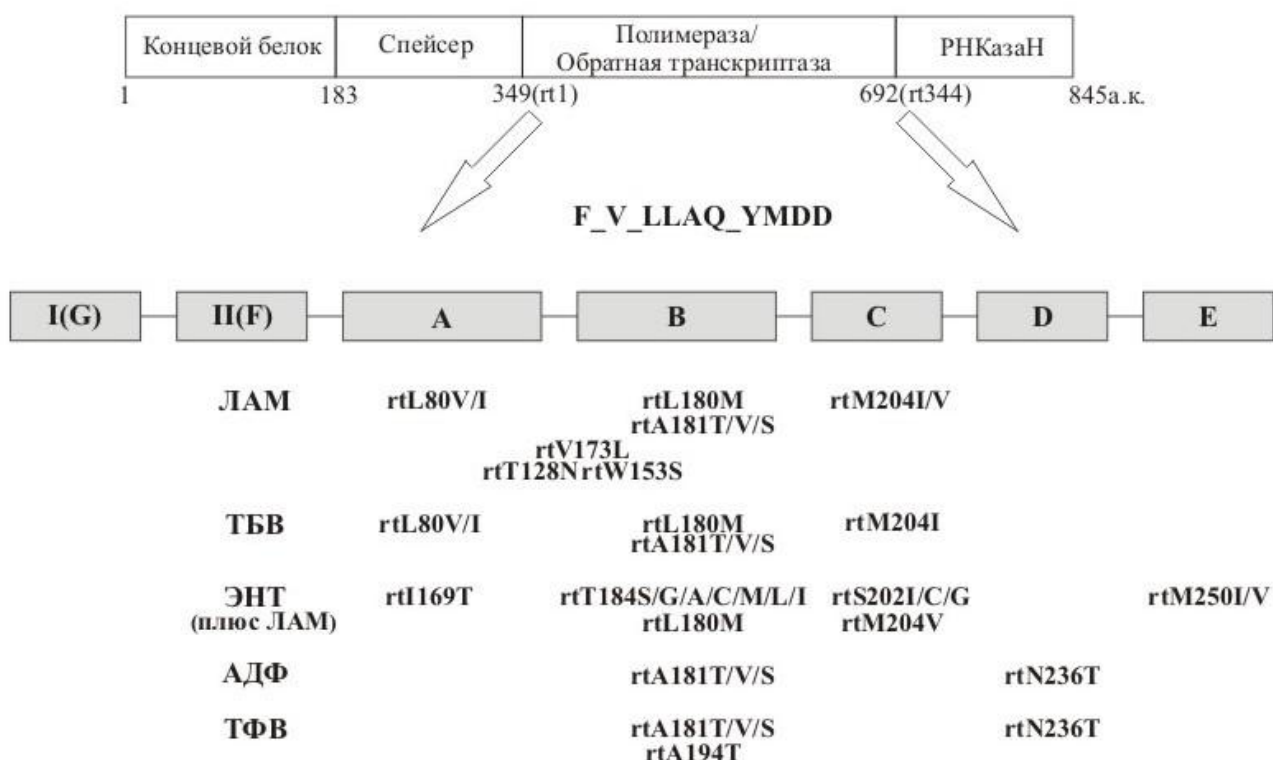 Концевой белок Спейсер Полимераза/ Обратная транскриптаза РНКазаН
1 183 349(rt1) 692(rt344) 845а.к.
F_V_LLAQ_YMDD
I(G) II(F) A B C D E
ЛАМ rtL80V/I rtL180M rtM204I/V
rtA181T/V/S
rtV173L
rtT128N rtW153S
ТБВ rtL80V/I rtL180M rtM204I
rtA181T/V/S
ЭНТ rtI169T rtT184S/G/A/C/M/L/I rtS202I/C/G rtM250I/V
(плюс ЛАМ) rtL180M rtM204V
АДФ rtA181T/V/S rtN236T
ТФВ rtA181T/V/S rtN236T
rtA194T